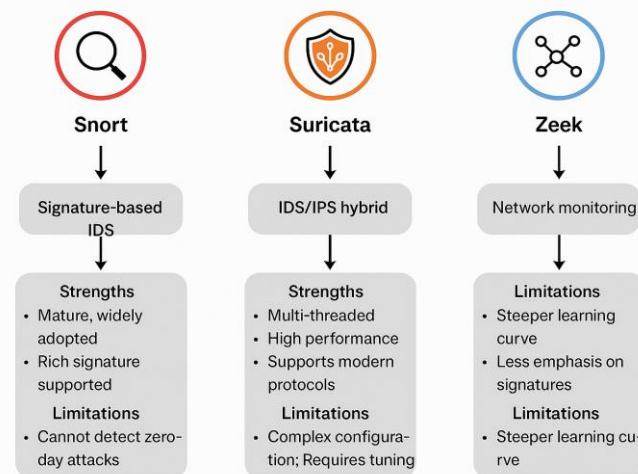 Snort
Signature-based
IDS
Strengths
• Mature, widely
adopted
• Rich signature
supported
Limitations
• Cannot detect zero-
day attacks
Suricata
IDS/IPS hybrid
Strengths
• Multi-threaded
• High performance
• Supports modern
protocols
Limitations
• Complex configura-
tion; Requires tuning
Zeek
Network monitoring
Limitations
• Steeper learning
curve
• Less emphasis on
signatures
Limitations
• Steeper learning cu-
rve